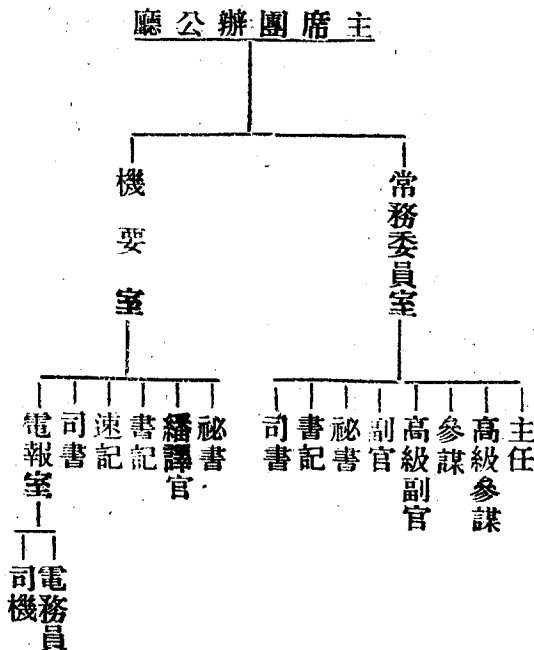 主席團辦公廳
常務委員室
主任
高級參謀
參謀
高級副官
副官
祕書
書記
司書
機要室
祕書
繙譯官
書記
速記
司書
電報室
電務員
司機